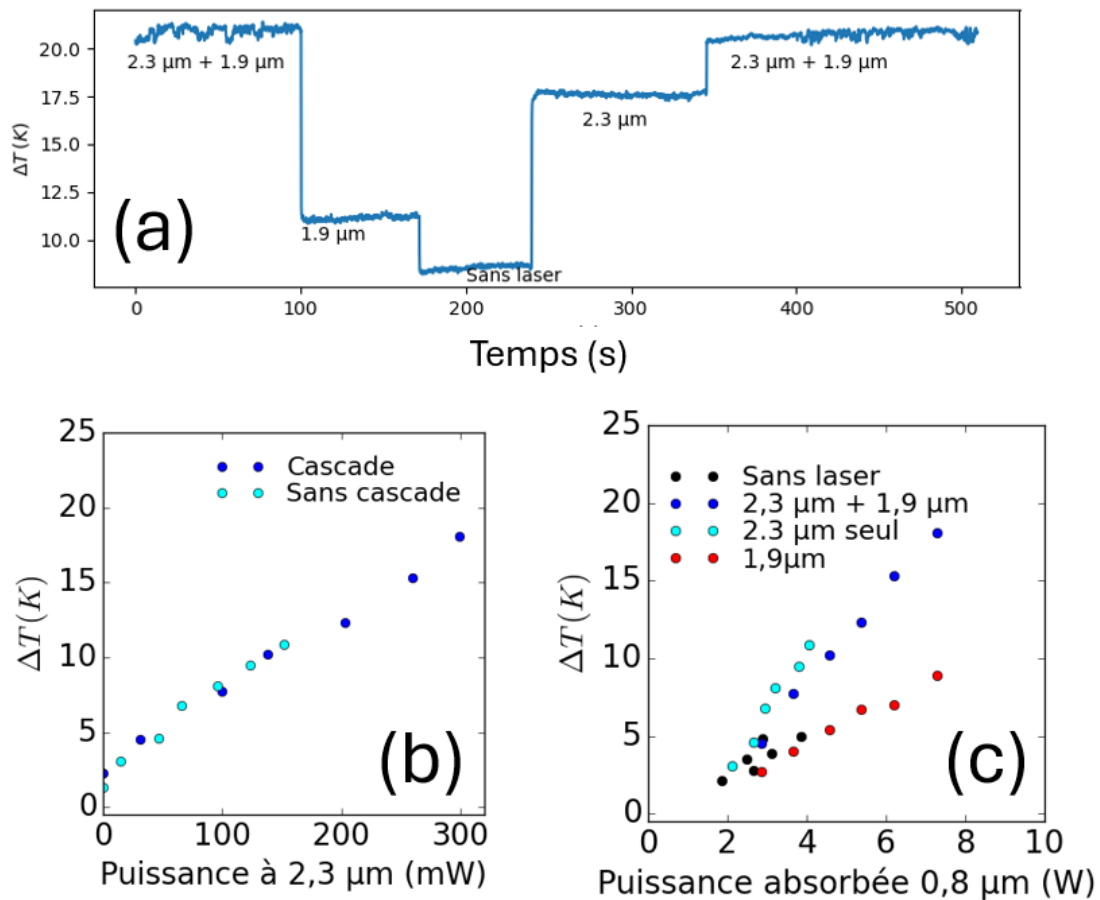 20.0
2.3 µm + 1.9 µm
2.3 µm + 1.9 µm
17.5
2.3 µm
15.0
ΔT (K)
12.5
(a)
1.9 µm
10.0
Sans laser
0 100 200 300 400 500
Temps (s)
25
20
15
10
5
0
ΔT(K)
Cascade
Sans cascade
(b)
0 100 200 300
Puissance à 2,3 µm (mW)
25
20
15
10
5
0
ΔT(K)
Sans laser
2,3 µm + 1,9 µm
2.3 µm seul
1,9µm
(c)
0 2 4 6 8 10
Puissance absorbée 0,8 µm (W)